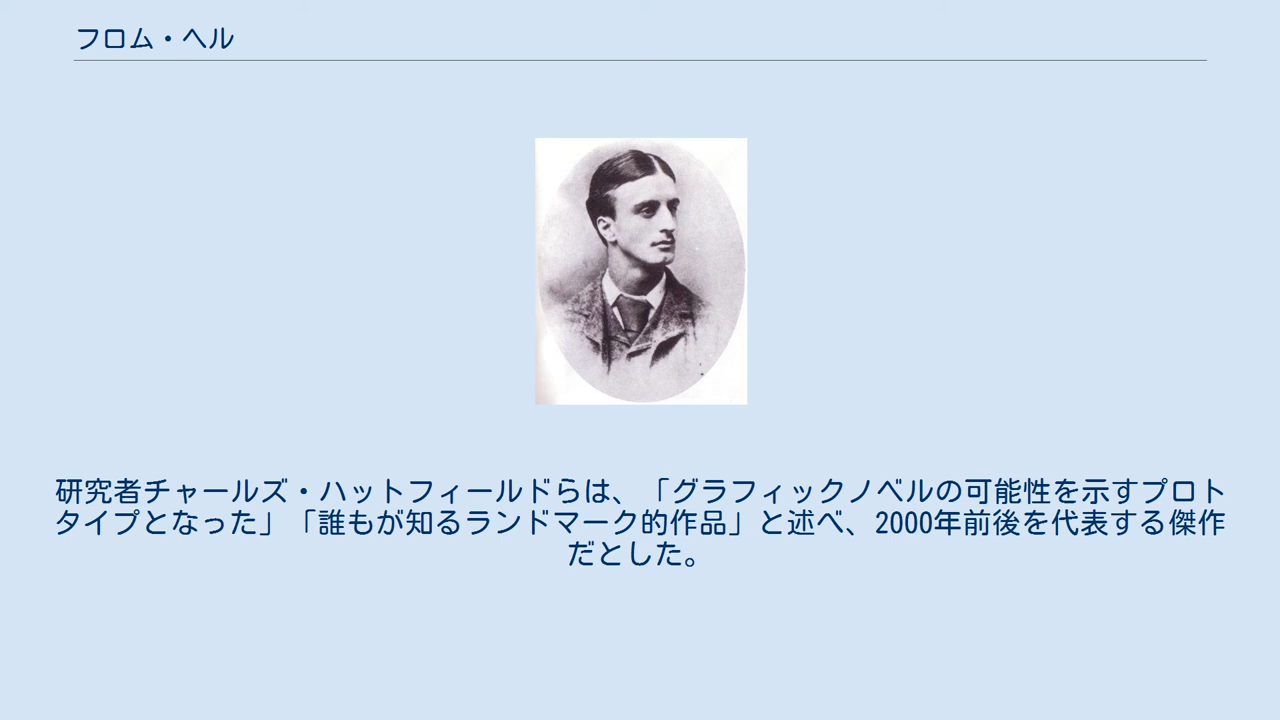 フロム・ヘル
研究者チャールズ・ハットフィールドらは、「グラフィックノベルの可能性を示すプロト
タイプとなった」「誰もが知るランドマーク的作品」と述べ、2000年前後を代表する傑作
だとした。